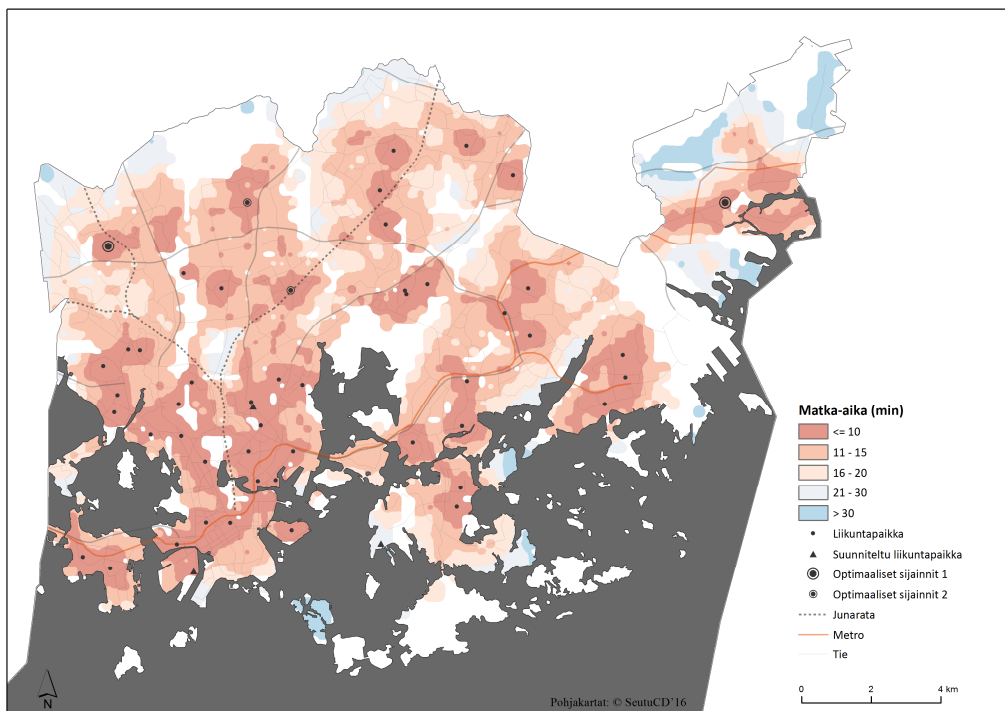 Matka-aika (min)
<= 10
11 - 15
16 - 20
21 - 30
> 30
Liikuntapaikka
Suunniteltu liikuntapaikka
Optimaaliset sijainnit 1
Optimaaliset sijainnit 2
Junarata
Metro
Tie
0 2 4 km
N
Pohjakartat: © SeutuCD'16